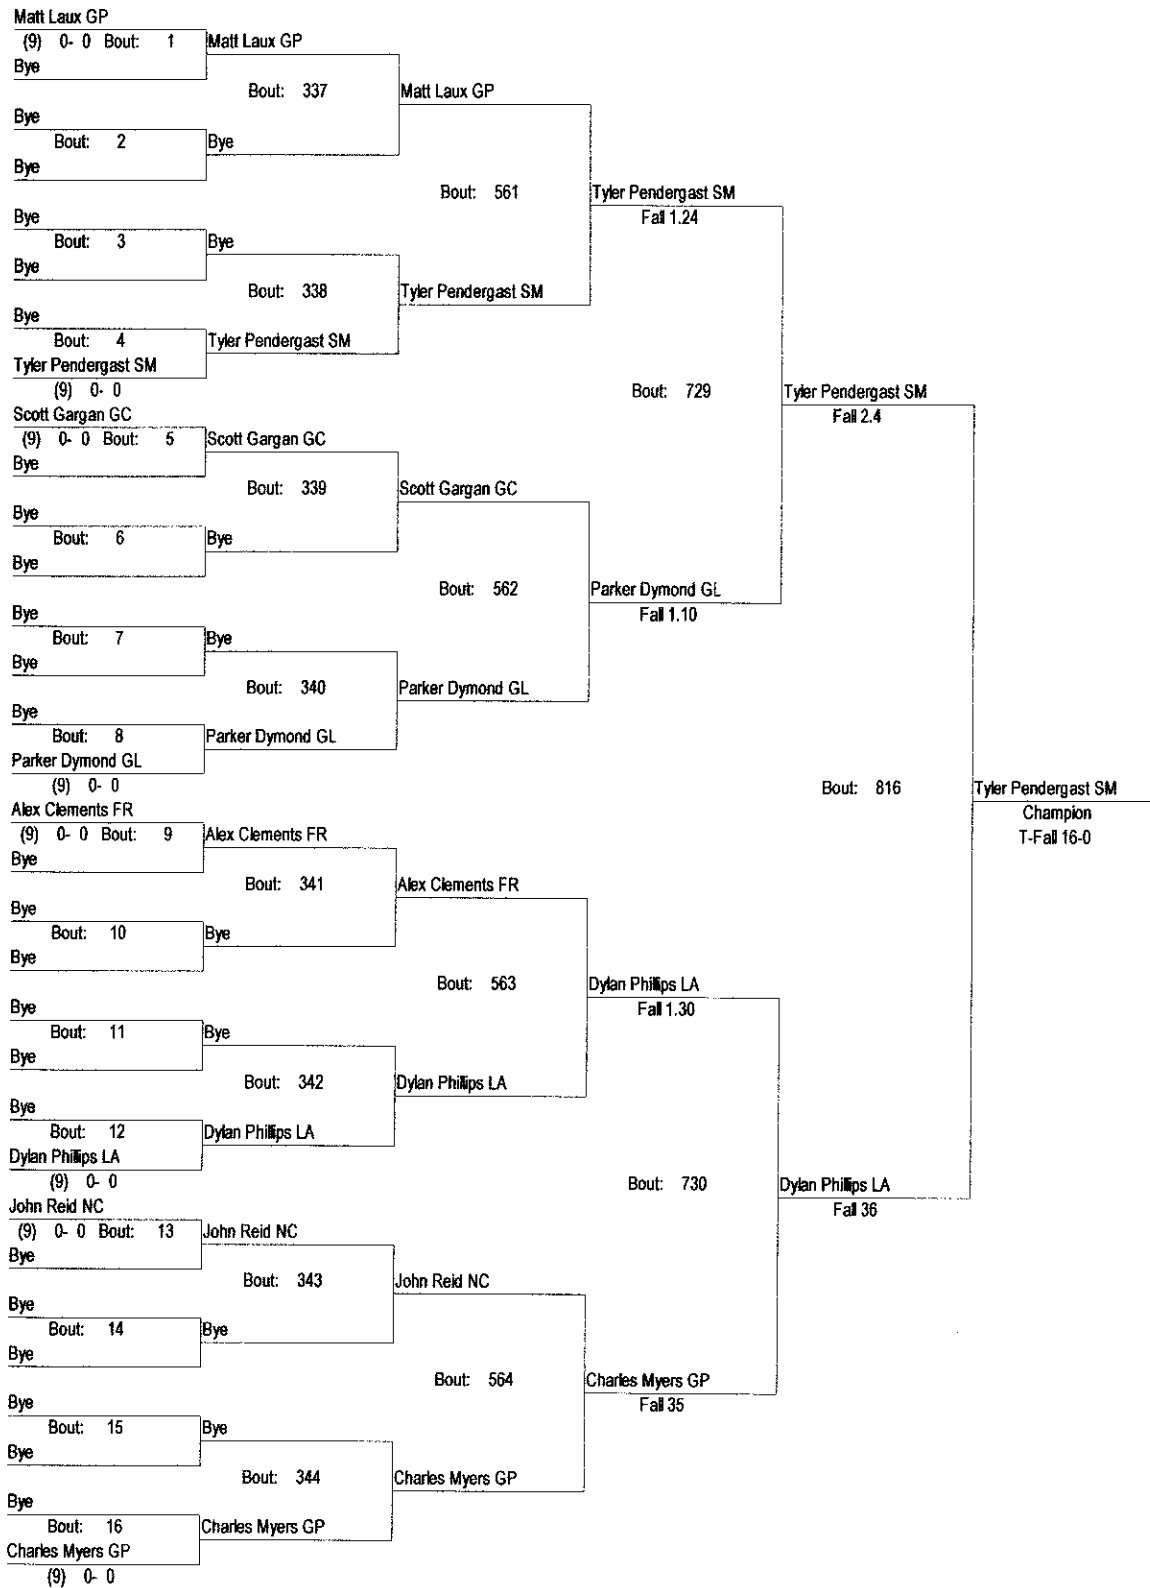 Matt Laux GP
(9) 0- 0 Bout: 1 Matt Laux GP
Bye
Bout: 337 Matt Laux GP
Bye
Bout: 2 Bye
Bye
Bout: 561 Tyler Pendergast SM
Bye Fall 1.24
Bout: 3 Bye
Bye
Bout: 338 Tyler Pendergast SM
Bye
Bout: 4 Tyler Pendergast SM
Tyler Pendergast SM
(9) 0- 0 Bout: 729 Tyler Pendergast SM
Scott Gargan GC Fall 2.4
(9) 0- 0 Bout: 5 Scott Gargan GC
Bye
Bout: 339 Scott Gargan GC
Bye
Bout: 6 Bye
Bye
Bout: 562 Parker Dymond GL
Bye Fall 1.10
Bout: 7 Bye
Bye
Bout: 340 Parker Dymond GL
Bye
Bout: 8 Parker Dymond GL
Parker Dymond GL
(9) 0- 0 Bout: 816 Tyler Pendergast SM
Alex Clements FR Champion
(9) 0- 0 Bout: 9 Alex Clements FR T-Fall 16-0
Bye
Bout: 341 Alex Clements FR
Bye
Bout: 10 Bye
Bye
Bout: 563 Dylan Phillips LA
Bye Fall 1.30
Bout: 11 Bye
Bye
Bout: 342 Dylan Phillips LA
Bye
Bout: 12 Dylan Phillips LA
Dylan Phillips LA
(9) 0- 0 Bout: 730 Dylan Phillips LA
John Reid NC Fall 36
(9) 0- 0 Bout: 13 John Reid NC
Bye
Bout: 343 John Reid NC
Bye
Bout: 14 Bye
Bye
Bout: 564 Charles Myers GP
Bye Fall 35
Bout: 15 Bye
Bye
Bout: 344 Charles Myers GP
Bye
Bout: 16 Charles Myers GP
Charles Myers GP
(9) 0- 0